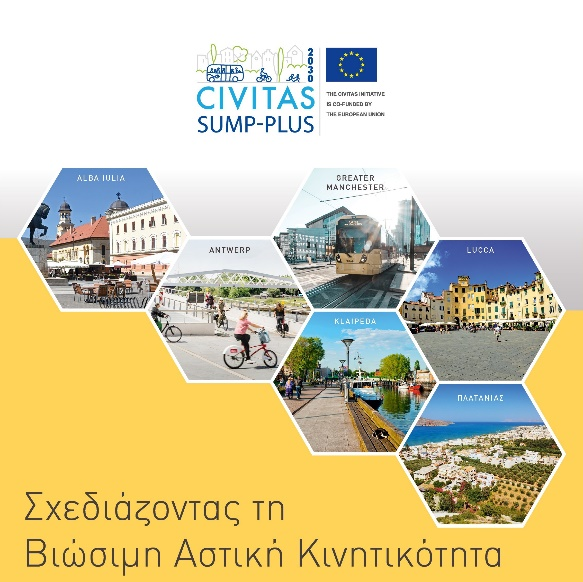 2030
CIVITAS
SUMP-PLUS
THE CIVITAS INITIATIVE
IS CO-FUNDED BY
THE EUROPEAN UNION
ALBA IULIA
GREATER
MANCHESTER
ANTWERP
LUCCA
KLAIPEDA
ΠΛΑΤΑΝΙΑΣ
Σχεδιάζοντας τη
Βιώσιμη Αστική Κινητικότητα